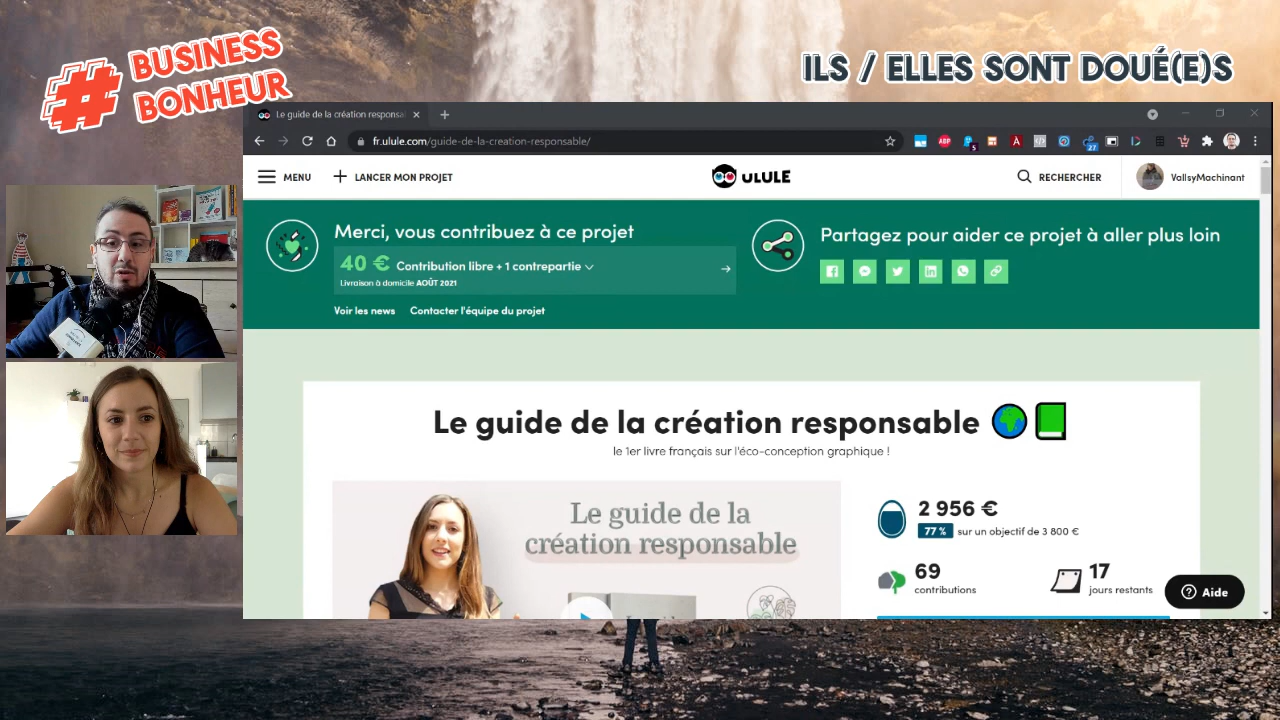 # BUSINESS
BONHEUR
ILS / ELLES SONT DOUÉ(E)S
Le guide de la création responsa
fr.ulule.com/guide-de-la-creation-responsable/
ABP
5
27
MENU
LANCER MON PROJET
ULULE
RECHERCHER
VallsyMachinant
Merci, vous contribuez à ce projet
40 € Contribution libre + 1 contrepartie
Livraison à domicile AOÛT 2021
Voir les news
Contacter l'équipe du projet
Partagez pour aider ce projet à aller plus loin
Le guide de la création responsable
le 1er livre français sur l'éco-conception graphique !
Le guide de la
création responsable
2 956 €
77 % sur un objectif de 3 800 €
69
contributions
17
jours restants
Aide